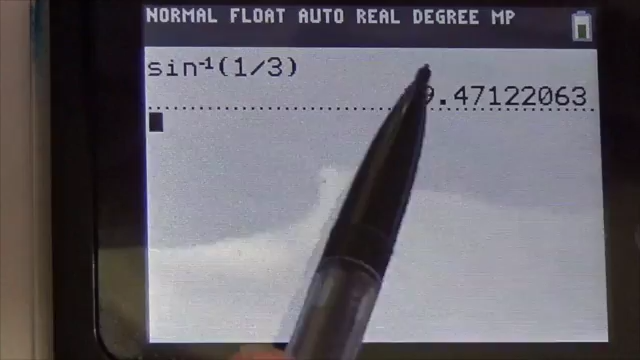 NORMAL FLOAT AUTO REAL DEGREE MP
sin⁻¹(1/3)
9.47122063